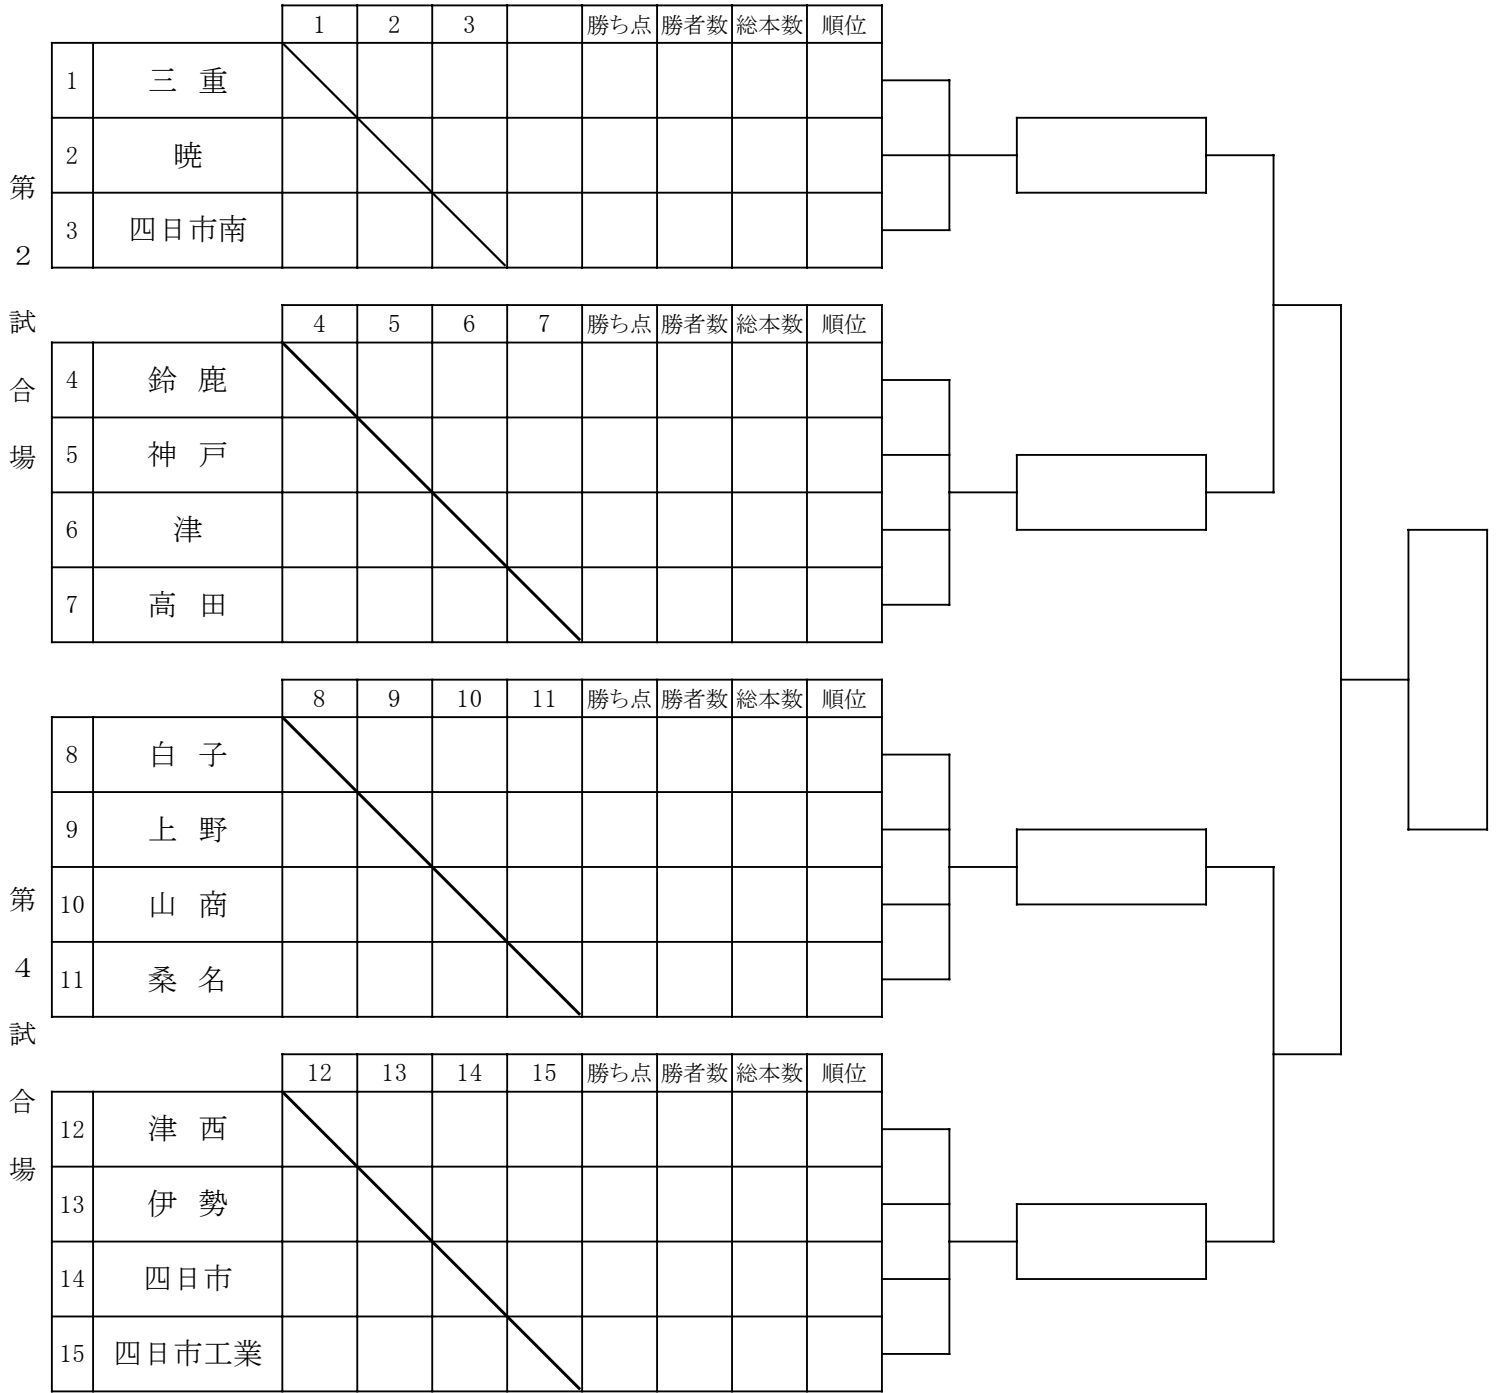 第2試合場
1 2 3 勝ち点 勝者数 総本数 順位
1 三 重
2 暁
3 四日市南
4 5 6 7 勝ち点 勝者数 総本数 順位
4 鈴 鹿
5 神 戸
6 津
7 高 田
第4試合場
8 9 10 11 勝ち点 勝者数 総本数 順位
8 白 子
9 上 野
10 山 商
11 桑 名
12 13 14 15 勝ち点 勝者数 総本数 順位
12 津 西
13 伊 勢
14 四日市
15 四日市工業